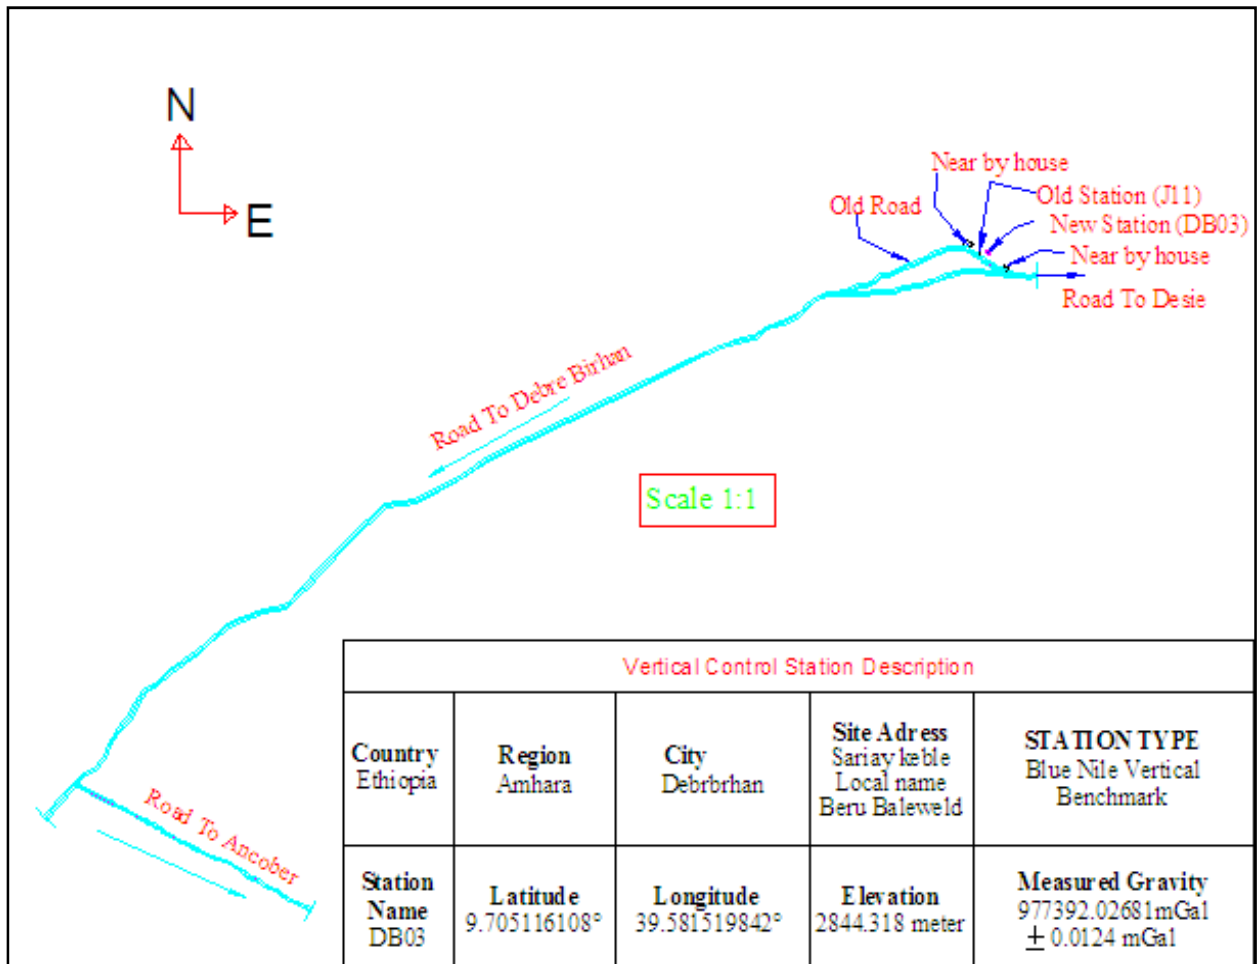 N
E
Near by house
Old Station (J11)
Old Road
New Station (DB03)
Near by house
Road To Desie
Road To Debre Birhan
Scale 1:1
Road To Ancober
Vertical Control Station Description
Country
Ethiopia
Region
Amhara
City
Debrbrhan
Site Adress
Sariay keble
Local name
Beru Baleweld
STATION TYPE
Blue Nile Vertical
Benchmark
Station
Name
DB03
Latitude
9.705116108°
Longitude
39.581519842°
Elevation
2844.318 meter
Measured Gravity
977392.02681mGal
± 0.0124 mGal